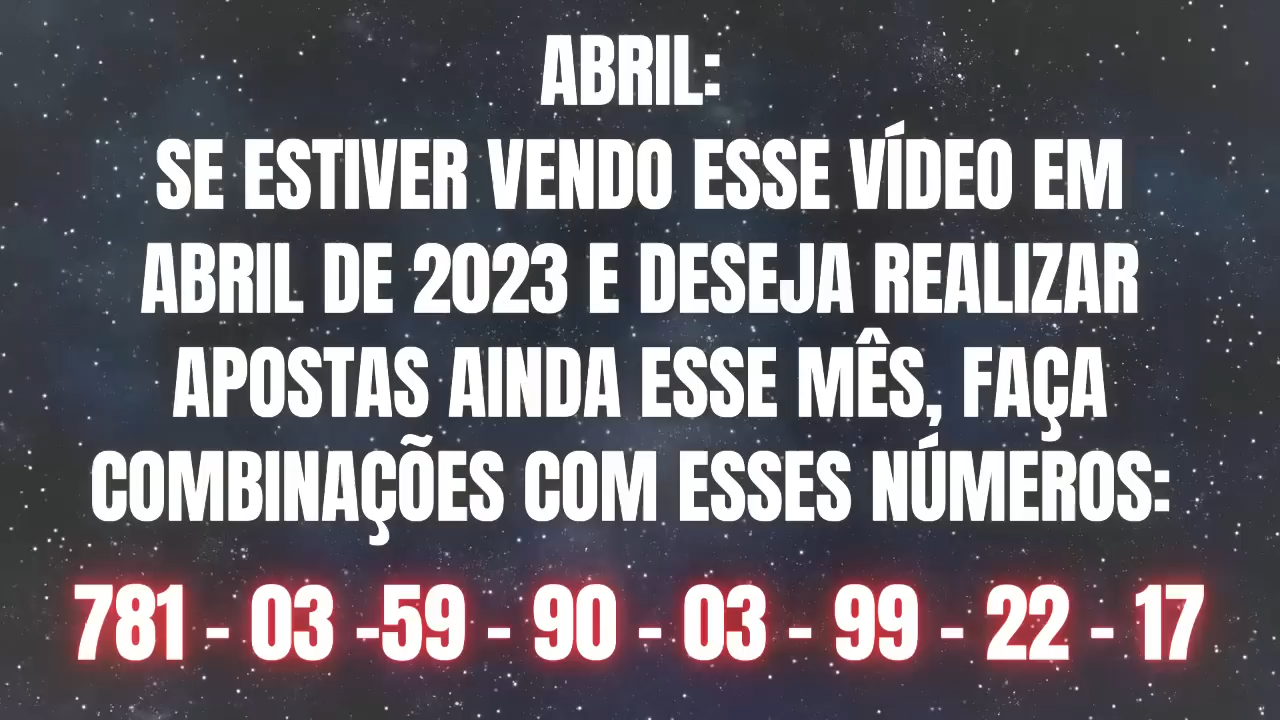 ABRIL:
SE ESTIVER VENDO ESSE VÍDEO EM
ABRIL DE 2023 E DESEJA REALIZAR
APOSTAS AINDA ESSE MÊS, FAÇA
COMBINAÇÕES COM ESSES NÚMEROS:
781 - 03 -59 - 90 - 03 - 99 - 22 - 17